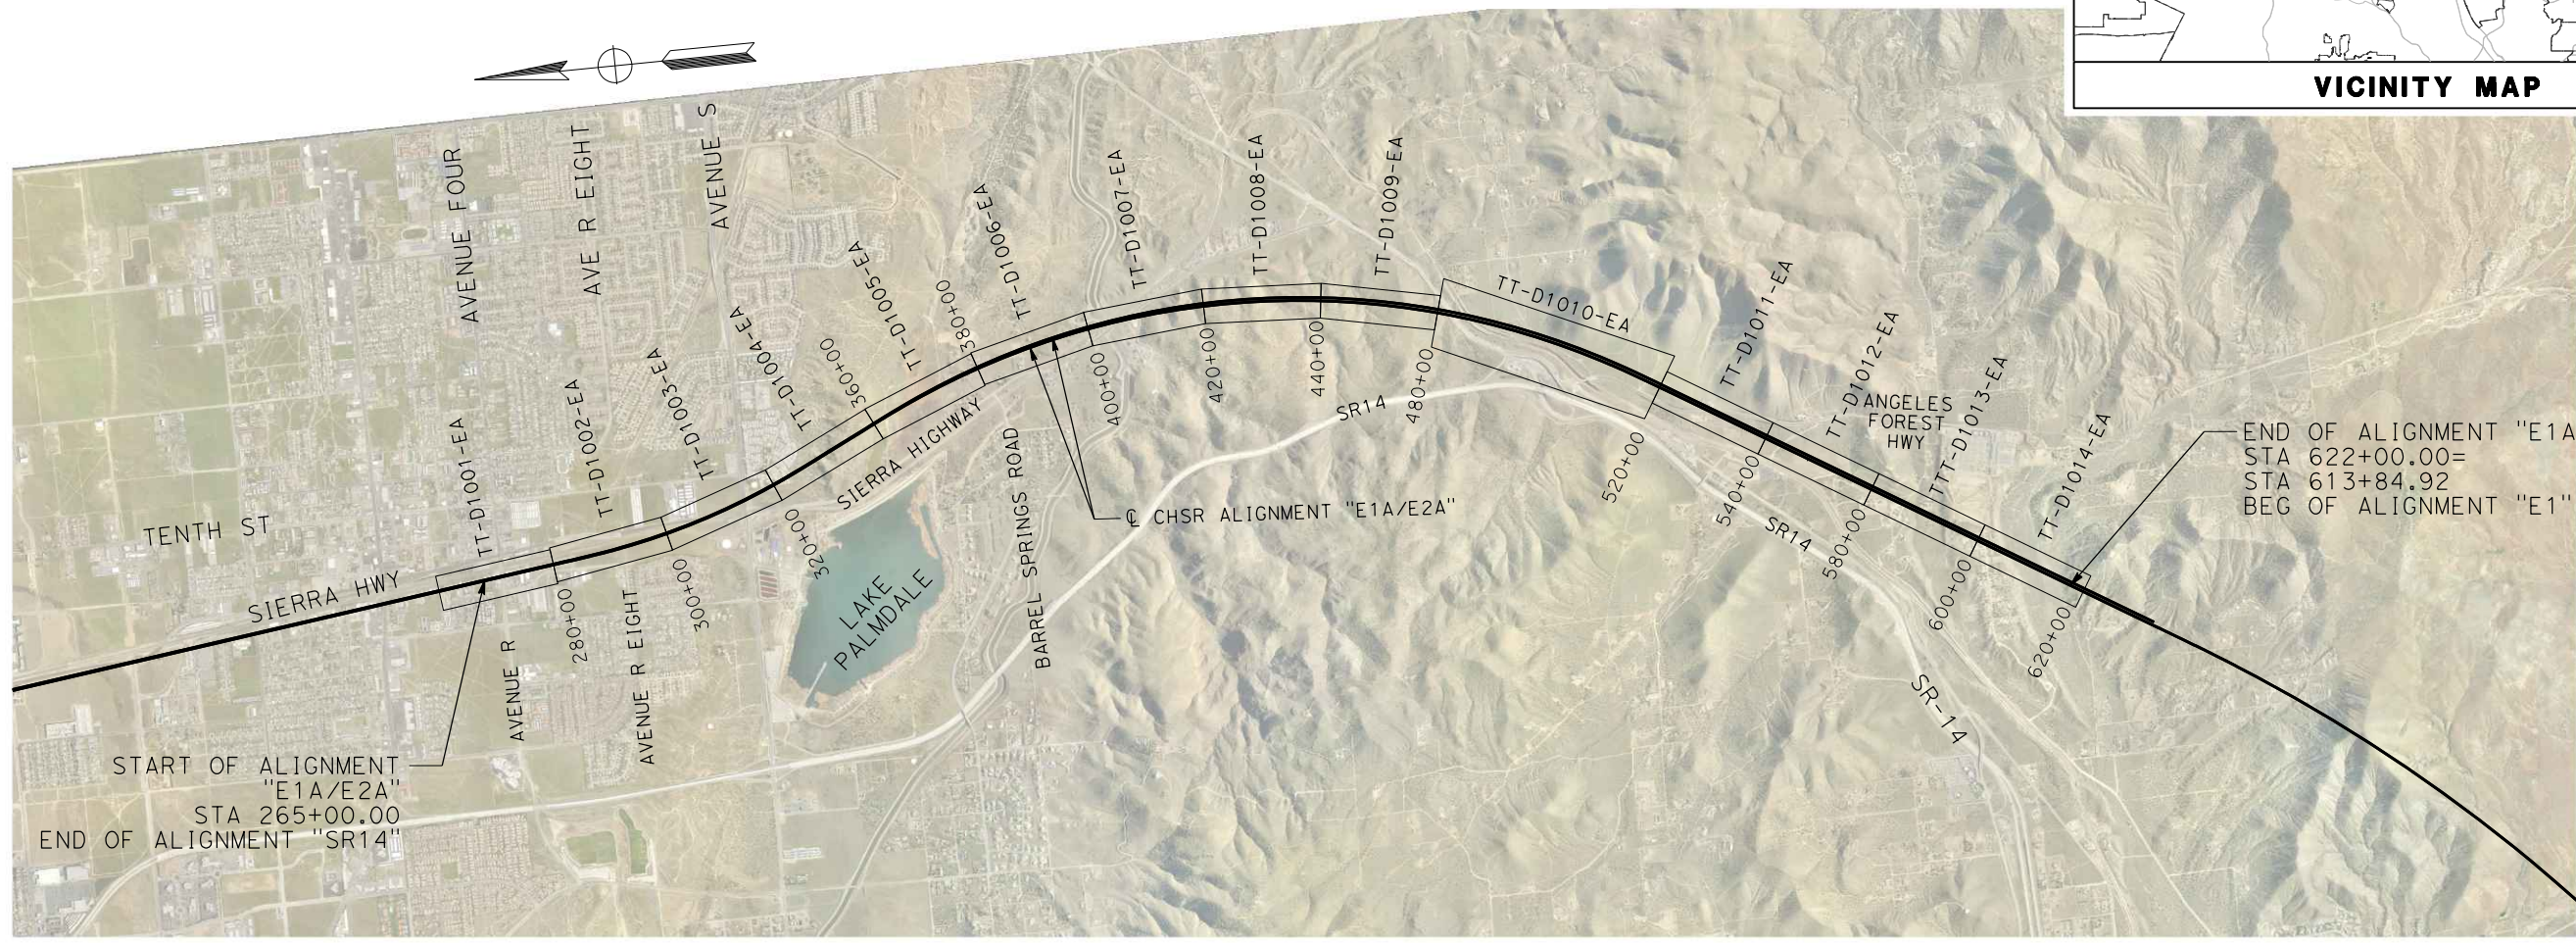 VICINITY MAP
AVENUE FOUR
AVE R EIGHT
AVENUE S
TT-D1001-EA
TT-D1002-EA
TT-D1003-EA
TT-D1004-EA
TT-D1005-EA
TT-D1006-EA
TT-D1007-EA
TT-D1008-EA
TT-D1009-EA
TT-D1010-EA
TT-D1011-EA
TT-D1012-EA
TTT-D1013-EA
TT-D1014-EA
360+00
380+00
400+00
420+00
440+00
480+00
520+00
540+00
580+00
600+00
620+00
280+00
300+00
320+00
TENTH ST
SIERRA HWY
SIERRA HIGHWAY
AVENUE R
AVENUE R EIGHT
LAKE
PALMDALE
BARREL SPRINGS ROAD
℄ CHSR ALIGNMENT "E1A/E2A"
SR14
SR14
SR-14
ANGELES
FOREST
HWY
END OF ALIGNMENT "E1A
STA 622+00.00=
STA 613+84.92
BEG OF ALIGNMENT "E1"
START OF ALIGNMENT
"E1A/E2A"
STA 265+00.00
END OF ALIGNMENT "SR14"